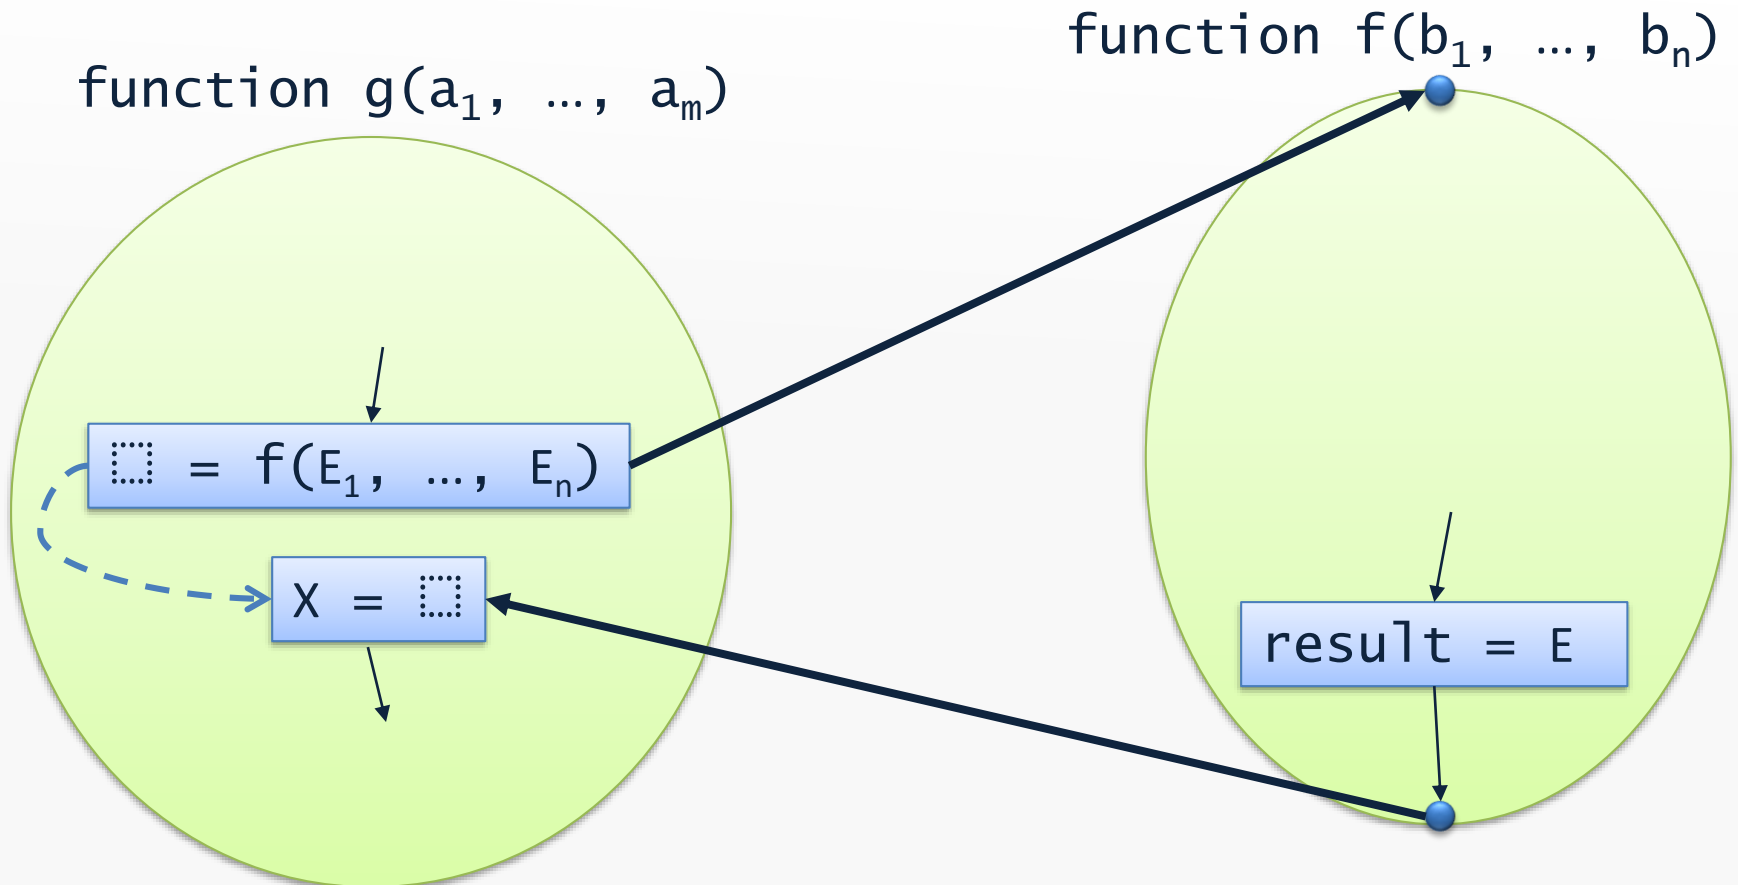 function f(b₁, …, bₙ)
function g(a₁, …, aₘ)
⬚ = f(E₁, …, Eₙ)
X = ⬚
result = E